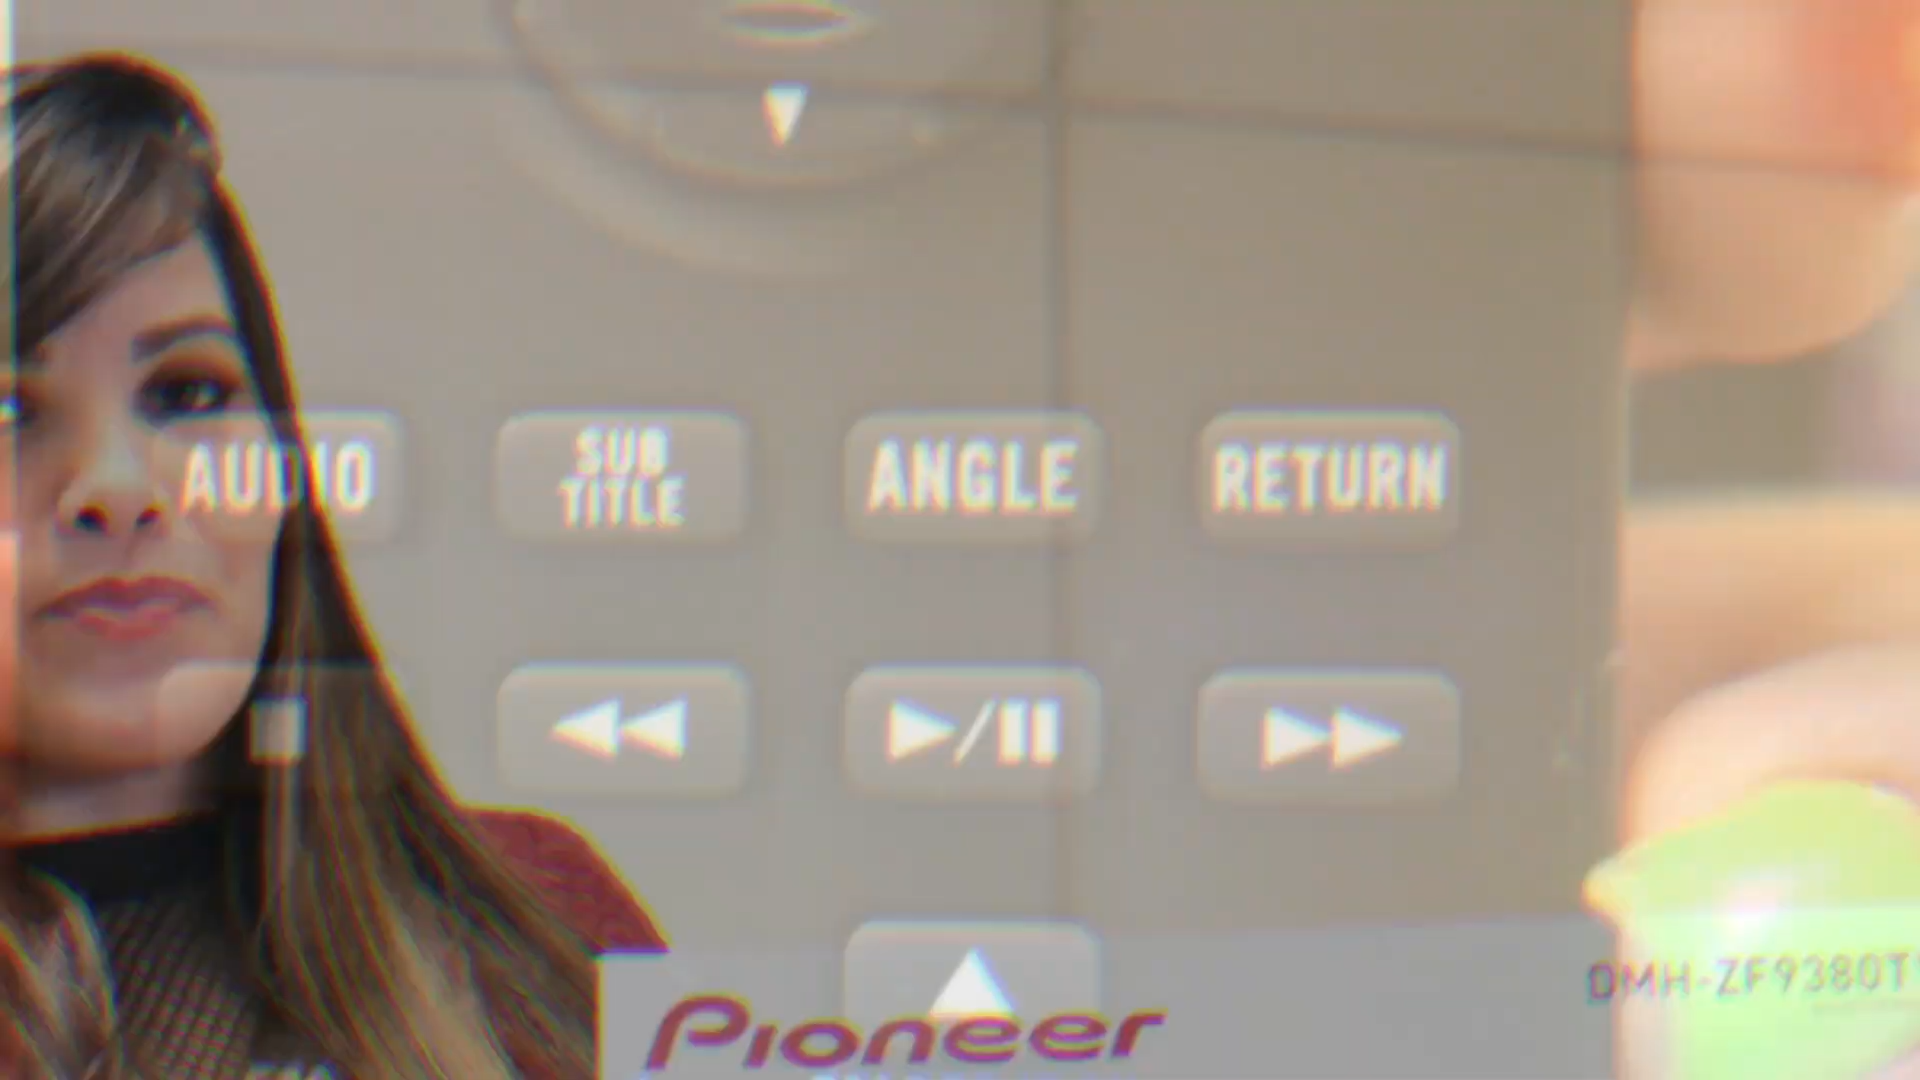 AUDIO
SUB
TITLE
ANGLE
RETURN
Pioneer
DMH-ZF9380T